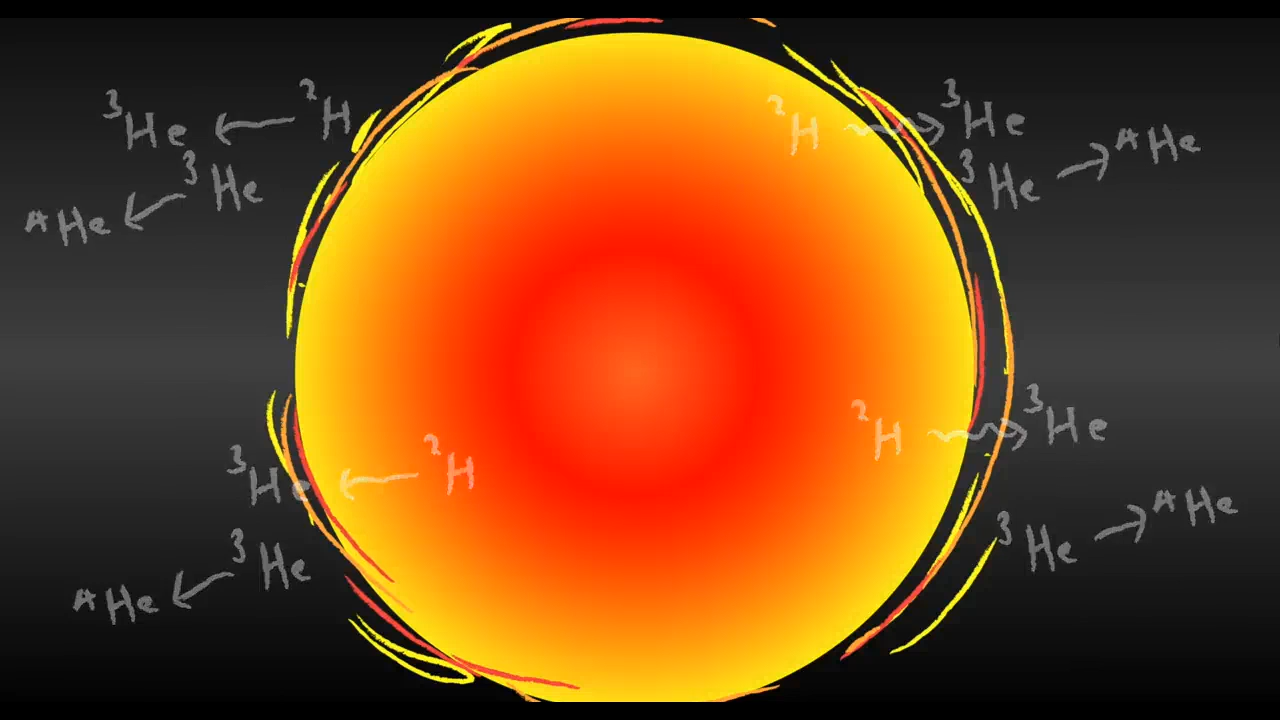 ³He ← ²H
³He
⁴He ←
²H → ³He
³He → ⁴He
³He ← ²H
³He
⁴He ←
²H → ³He
³He → ⁴He